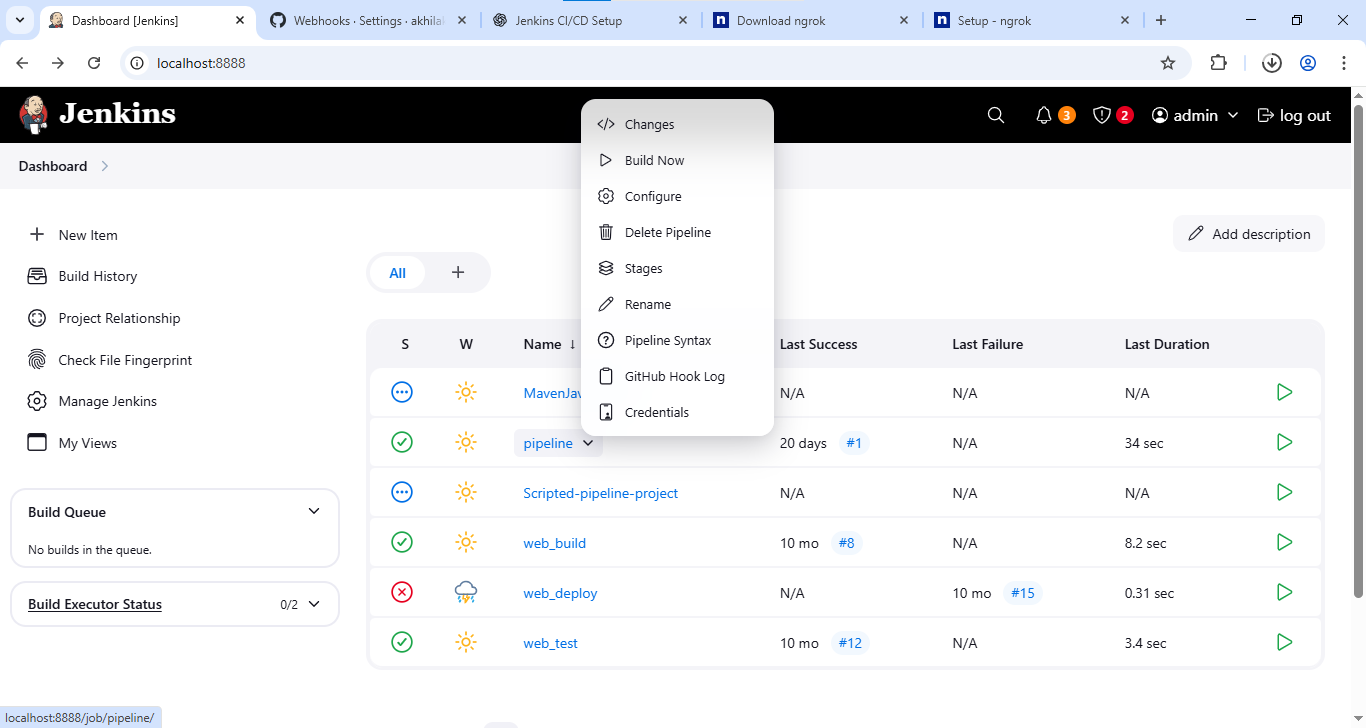 Dashboard [Jenkins]
Webhooks · Settings · akhila
Jenkins CI/CD Setup
Download ngrok
Setup - ngrok
localhost:8888
Jenkins
3
2
admin
log out
Dashboard
New Item
Build History
Project Relationship
Check File Fingerprint
Manage Jenkins
My Views
Build Queue
No builds in the queue.
Build Executor Status
0/2
Add description
All
Changes
Build Now
Configure
Delete Pipeline
Stages
Rename
Pipeline Syntax
GitHub Hook Log
Credentials
S W Name ↓ Last Success Last Failure Last Duration
MavenJav N/A N/A N/A
pipeline 20 days #1 N/A 34 sec
Scripted-pipeline-project N/A N/A N/A
web_build 10 mo #8 N/A 8.2 sec
web_deploy N/A 10 mo #15 0.31 sec
web_test 10 mo #12 N/A 3.4 sec
localhost:8888/job/pipeline/